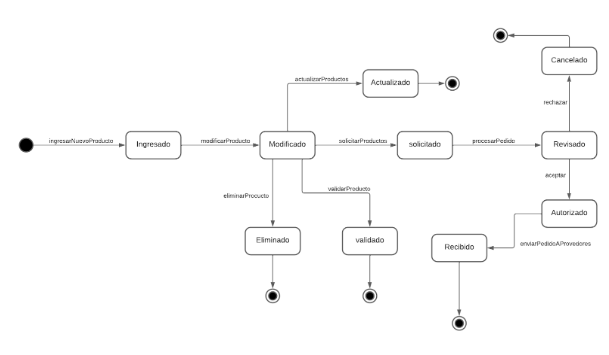 Cancelado
actualizarProductos
Actualizado
rechazar
ingresarNuevoProducto
Ingresado
modificarProducto
Modificado
solicitarProductos
solicitado
procesarPedido
Revisado
aceptar
eliminarProducto
validarProducto
Autorizado
Eliminado
validado
Recibido
enviarPedidoAProvedores